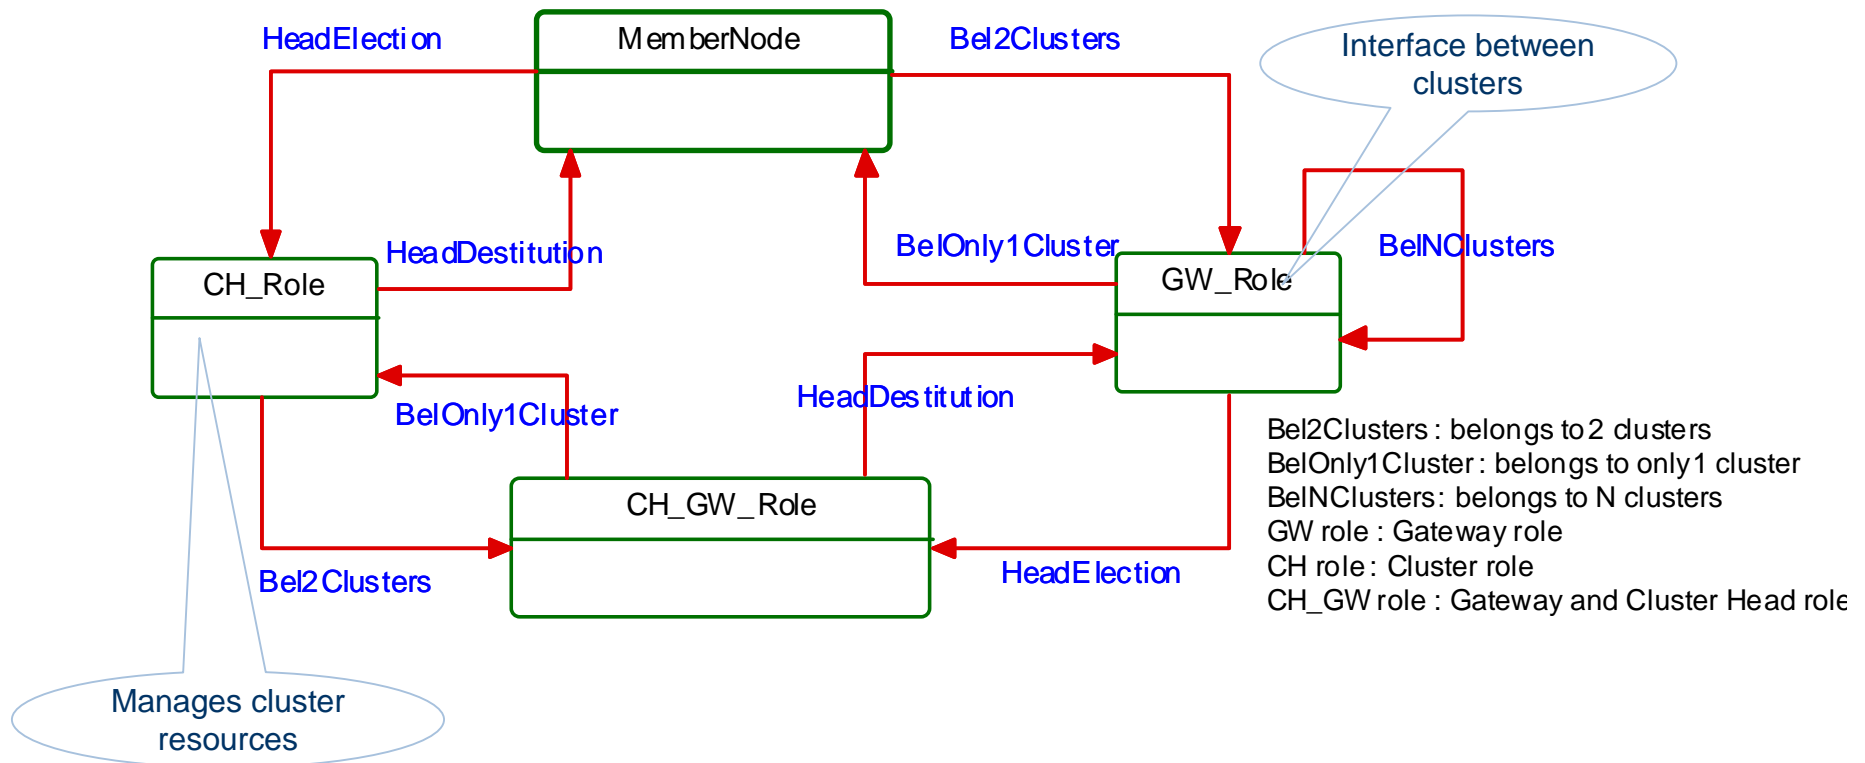 HeadElection
MemberNode
Bel2Clusters
Interface between
clusters
HeadDestitution
BelOnly1Cluster
BelNClusters
CH_Role
GW_Role
BelOnly1Cluster
HeadDestitution
CH_GW_Role
Bel2Clusters
HeadElection
Bel2Clusters : belongs to 2 clusters
BelOnly1Cluster : belongs to only1 cluster
BelNClusters: belongs to N clusters
GW role : Gateway role
CH role : Cluster role
CH_GW role : Gateway and Cluster Head role
Manages cluster
resources